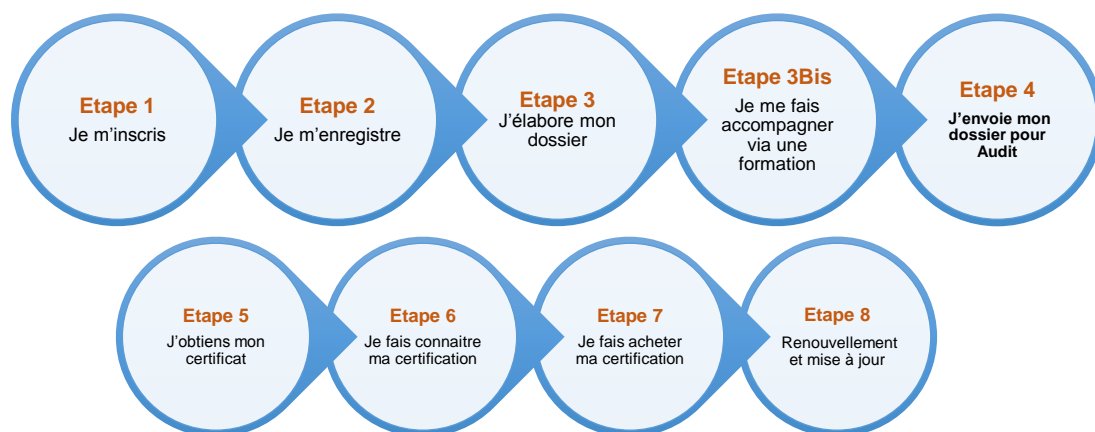 Etape 1
Je m’inscris
Etape 2
Je m’enregistre
Etape 3
J’élabore mon
dossier
Etape 3Bis
Je me fais
accompagner
via une
formation
Etape 4
J’envoie mon
dossier pour
Audit
Etape 5
J’obtiens mon
certificat
Etape 6
Je fais connaitre
ma certification
Etape 7
Je fais acheter
ma certification
Etape 8
Renouvellement
et mise à jour